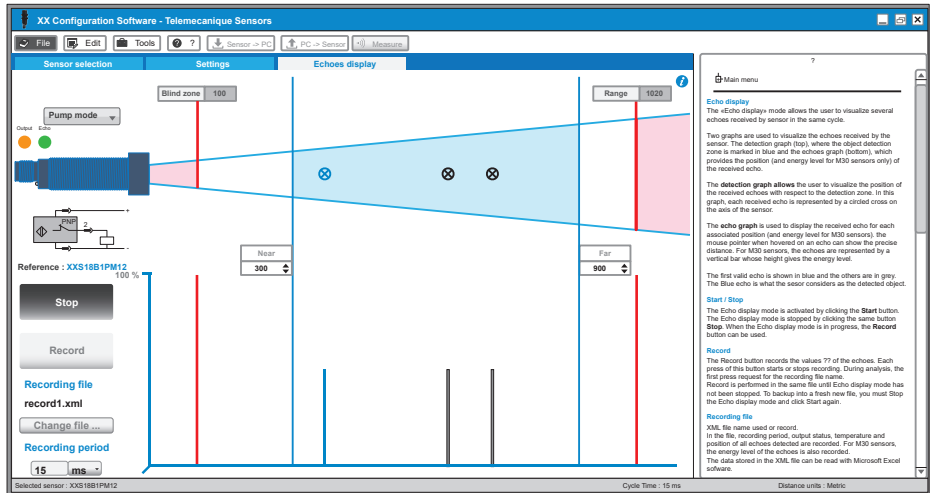 XX Configuration Software - Telemecanique Sensors
File
Edit
Tools
?
Sensor -> PC
PC -> Sensor
Measure
Sensor selection
Settings
Echoes display
Blind zone
100
Range
1020
Pump mode
Output
Echo
PNP
2
+
-
Near
300
Far
900
Reference : XXS18B1PM12
100 %
Stop
Record
Recording file
record1.xml
Change file ...
Recording period
15
ms
?
Main menu
Echo display
The «Echo display» mode allows the user to visualize several
echoes received by sensor in the same cycle.
Two graphs are used to visualize the echoes received by the
sensor. The detection graph (top), where the object detection
zone is marked in blue and the echoes graph (bottom), which
provides the position (and energy level for M30 sensors only) of
the received echo.
The detection graph allows the user to visualize the position of
the received echoes with respect to the detection zone. In this
graph, each received echo is represented by a circled cross on
the axis of the sensor.
The echo graph is used to display the received echo for each
associated position (and energy level for M30 sensors). the
mouse pointer when hovered on an echo can show the precise
distance. For M30 sensors, the echoes are represented by a
vertical bar whose height gives the energy level.
The first valid echo is shown in blue and the others are in grey.
The Blue echo is what the sesor considers as the detected object.
Start / Stop
The Echo display mode is activated by clicking the Start button.
The Echo display mode is stopped by clicking the same button
Stop. When the Echo display mode is in progress, the Record
button can be used.
Record
The Record button records the values ?? of the echoes. Each
press of this button starts or stops recording. During analysis, the
first press request for the recording file name.
Record is performed in the same file until Echo display mode has
not been stopped. To backup into a fresh new file, you must Stop
the Echo display mode and click Start again.
Recording file
XML file name used or record.
In the file, recording period, output status, temperature and
position of all echoes detected are recorded. For M30 sensors,
the energy level of the echoes is also recorded.
The data stored in the XML file can be read with Microsoft Excel
sofware.
Selected sensor : XXS18B1PM12
Cycle Time : 15 ms
Distance units : Metric